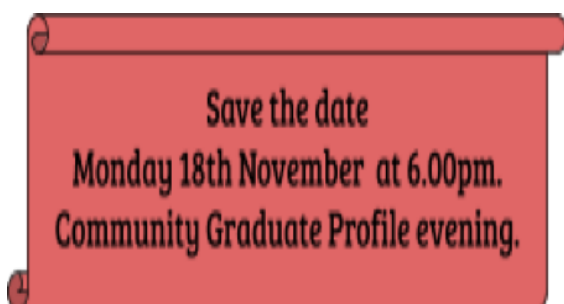 Save the date
Monday 18th November at 6.00pm.
Community Graduate Profile evening.